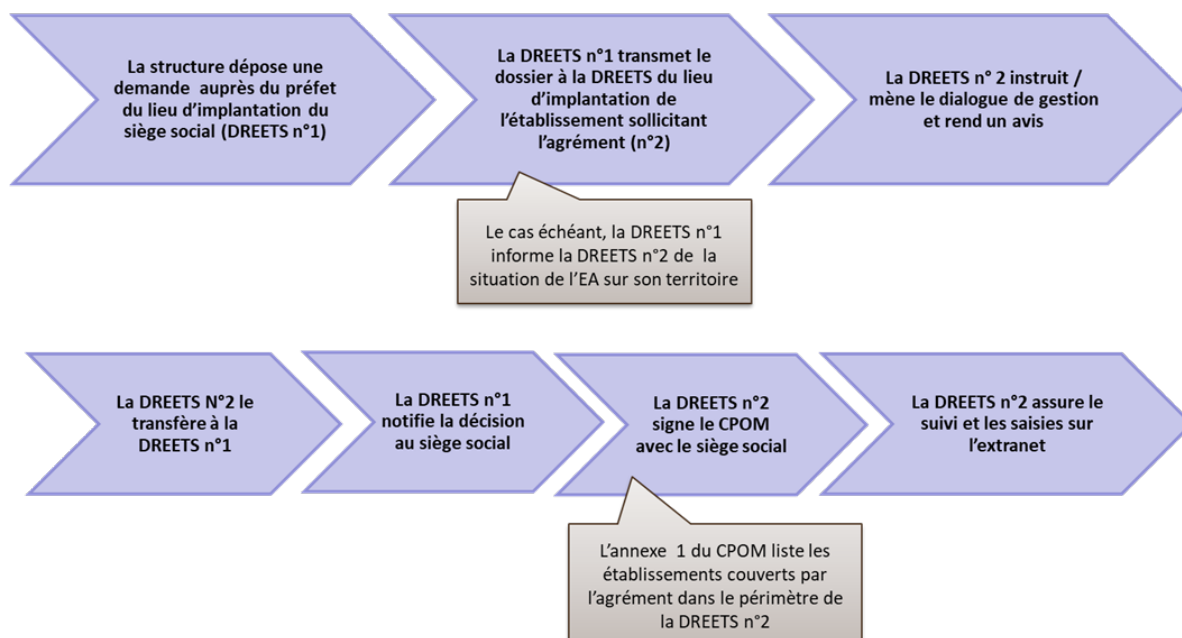 La structure dépose une
demande auprès du préfet
du lieu d'implantation du
siège social (DREETS n°1)
La DREETS n°1 transmet le
dossier à la DREETS du lieu
d'implantation de
l'établissement sollicitant
l'agrément (n°2)
La DREETS n° 2 instruit /
mène le dialogue de gestion
et rend un avis
Le cas échéant, la DREETS n°1
informe la DREETS n°2 de la
situation de l'EA sur son
territoire
La DREETS N°2 le
transfère à la
DREETS n°1
La DREETS n°1
notifie la décision
au siège social
La DREETS n°2
signe le CPOM
avec le siège social
La DREETS n°2 assure le
suivi et les saisies sur
l'extranet
L'annexe 1 du CPOM liste les
établissements couverts par
l'agrément dans le périmètre de
la DREETS n°2